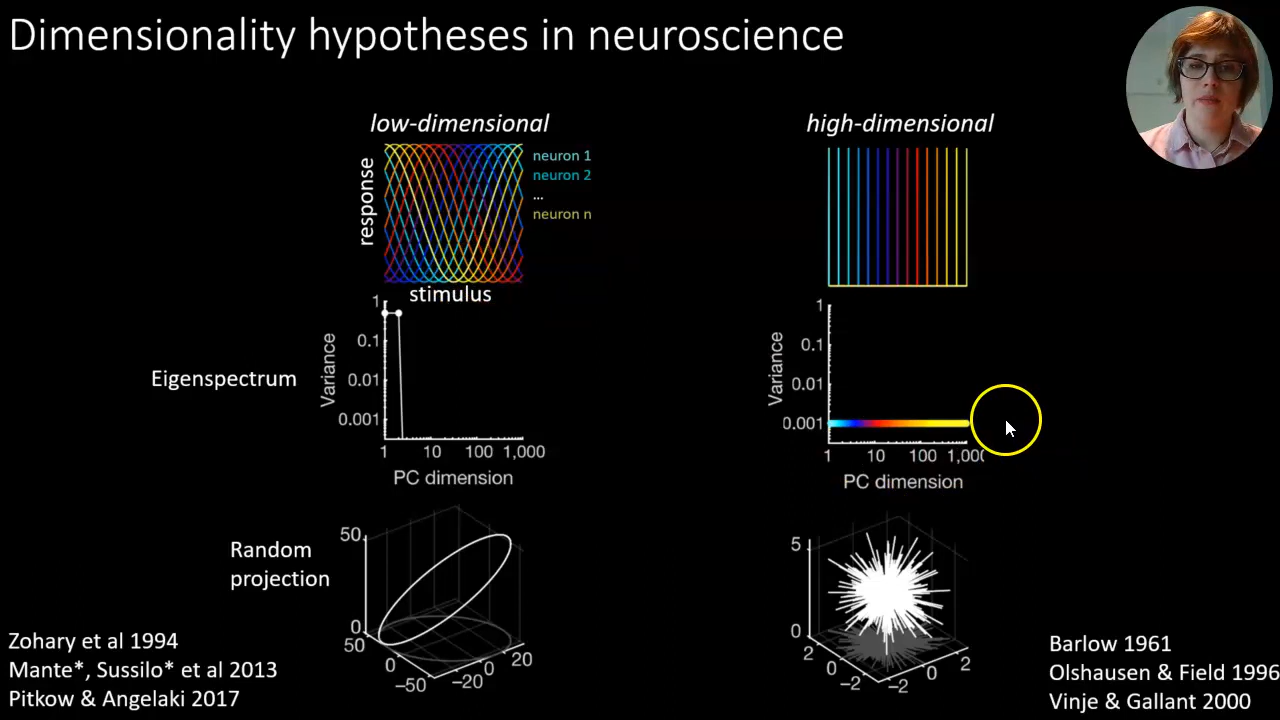 Dimensionality hypotheses in neuroscience
low-dimensional
response
neuron 1
neuron 2
...
neuron n
stimulus
high-dimensional
Eigenspectrum
Variance
1
0.1
0.01
0.001
1 10 100 1,000
PC dimension
Variance
1
0.1
0.01
0.001
1 10 100 1,000
PC dimension
Random
projection
50
0
50
0
−50
−20
0
20
5
0
2
0
−2
−2
0
2
Zohary et al 1994
Mante*, Sussilo* et al 2013
Pitkow & Angelaki 2017
Barlow 1961
Olshausen & Field 1996
Vinje & Gallant 2000